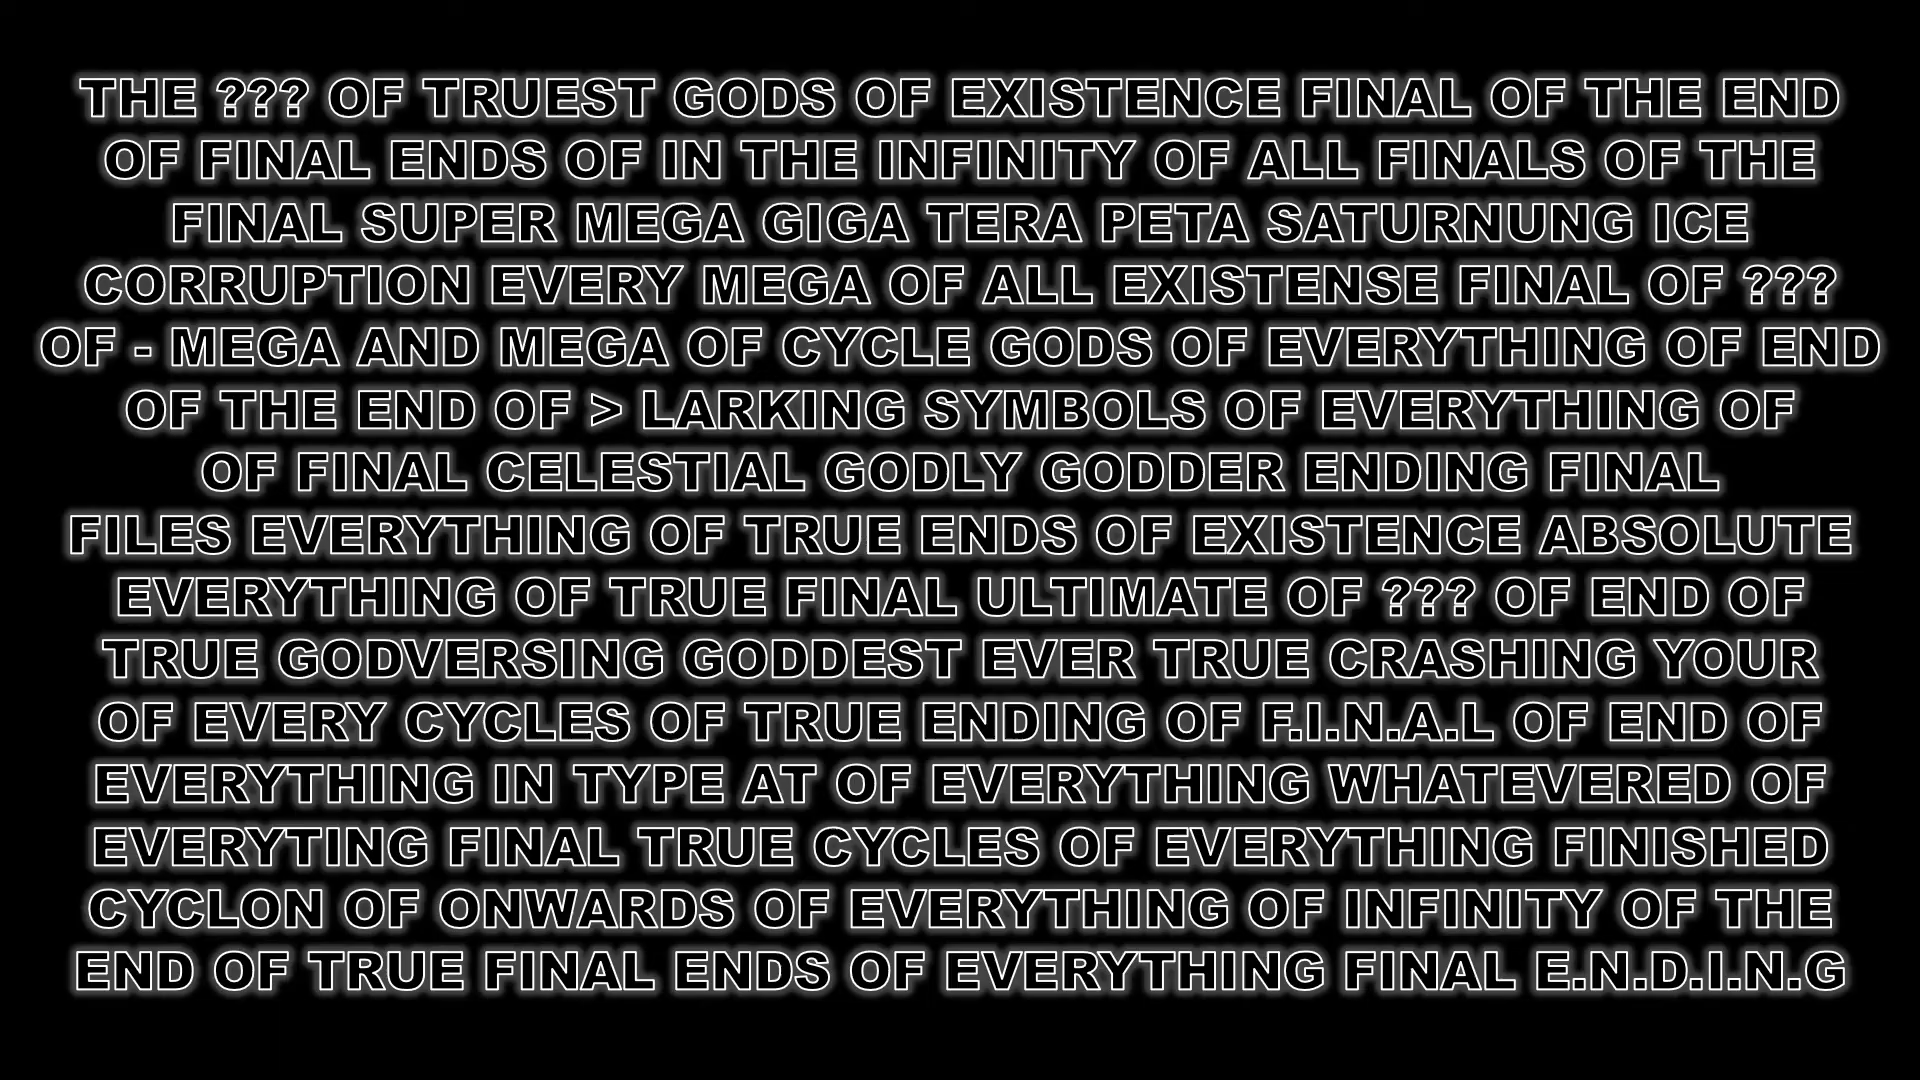 THE ??? OF TRUEST GODS OF EXISTENCE FINAL OF THE END
OF FINAL ENDS OF IN THE INFINITY OF ALL FINALS OF THE
FINAL SUPER MEGA GIGA TERA PETA SATURNUNG ICE
CORRUPTION EVERY MEGA OF ALL EXISTENSE FINAL OF ???
OF - MEGA AND MEGA OF CYCLE GODS OF EVERYTHING OF END
OF THE END OF > LARKING SYMBOLS OF EVERYTHING OF
OF FINAL CELESTIAL GODLY GODDER ENDING FINAL
FILES EVERYTHING OF TRUE ENDS OF EXISTENCE ABSOLUTE
EVERYTHING OF TRUE FINAL ULTIMATE OF ??? OF END OF
TRUE GODVERSING GODDEST EVER TRUE CRASHING YOUR
OF EVERY CYCLES OF TRUE ENDING OF F.I.N.A.L OF END OF
EVERYTHING IN TYPE AT OF EVERYTHING WHATEVERED OF
EVERYTING FINAL TRUE CYCLES OF EVERYTHING FINISHED
CYCLON OF ONWARDS OF EVERYTHING OF INFINITY OF THE
END OF TRUE FINAL ENDS OF EVERYTHING FINAL E.N.D.I.N.G